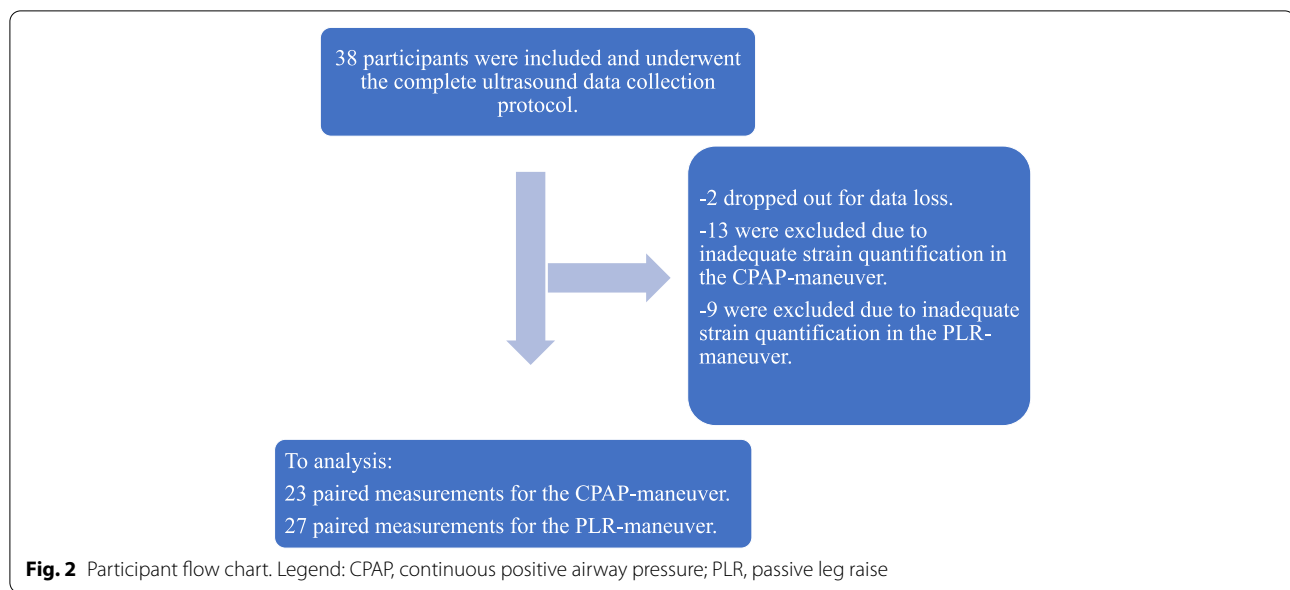 38 participants were included and underwent
the complete ultrasound data collection
protocol.
-2 dropped out for data loss.
-13 were excluded due to
inadequate strain quantification in
the CPAP-maneuver.
-9 were excluded due to inadequate
strain quantification in the PLR-
maneuver.
To analysis:
23 paired measurements for the CPAP-maneuver.
27 paired measurements for the PLR-maneuver.
Fig. 2 Participant flow chart. Legend: CPAP, continuous positive airway pressure; PLR, passive leg raise